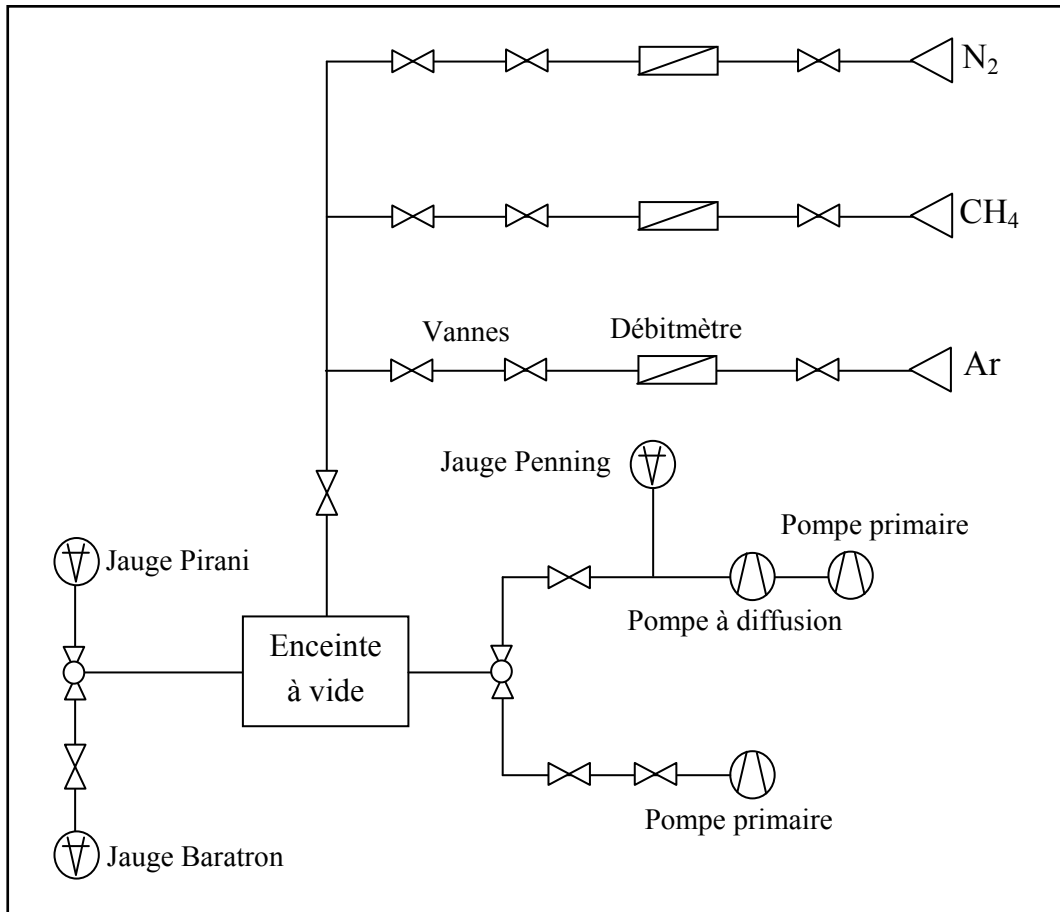 N₂
CH₄
Vannes
Débitmètre
Ar
Jauge Penning
Pompe primaire
Jauge Pirani
Pompe à diffusion
Enceinte
à vide
Pompe primaire
Jauge Baratron